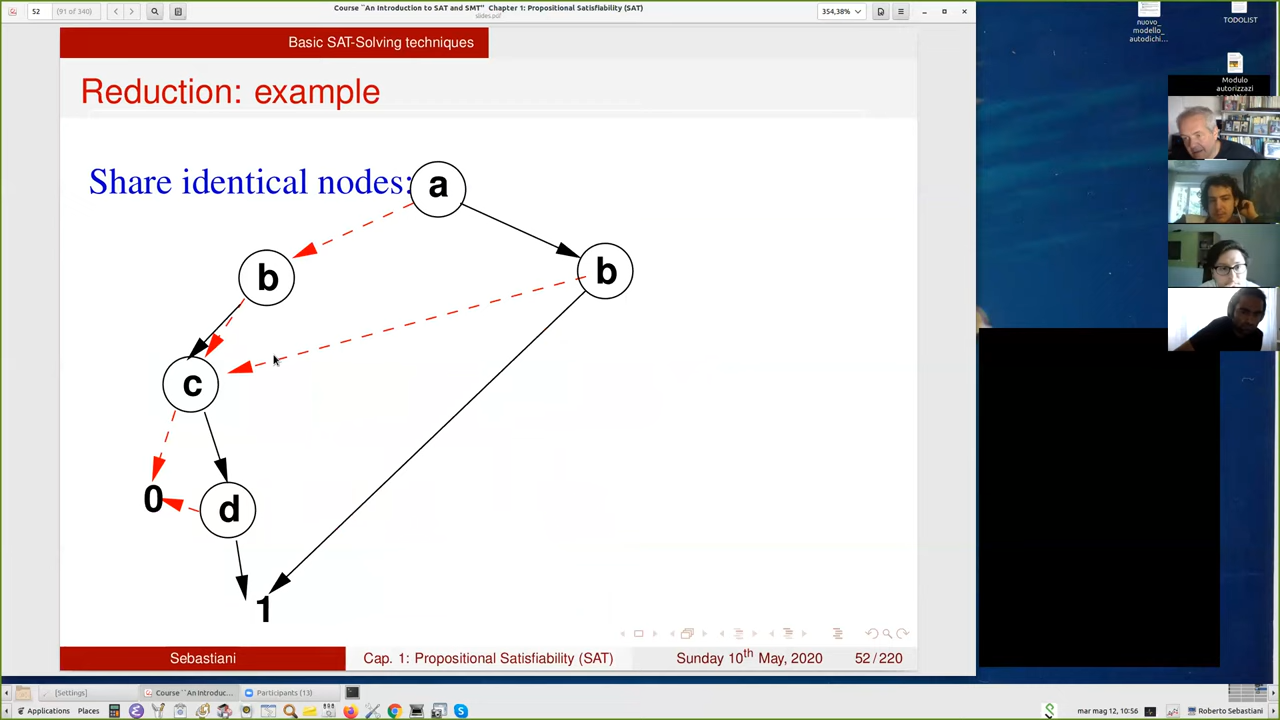 52
(91 of 340)
Course ``An Introduction to SAT and SMT'' Chapter 1: Propositional Satisfiability (SAT)
slides.pdf
354,38%
nuovo_
modello_
autodichi...
TODOLIST
Modulo
autorizzazi
Basic SAT-Solving techniques
Reduction: example
Share identical nodes:
a
b
b
c
0
d
1
Sebastiani
Cap. 1: Propositional Satisfiability (SAT)
Sunday 10th May, 2020
52/220
[Settings]
Course ``An Introduc...
Participants (13)
Applications
Places
mar mag 12, 10:56
Roberto Sebastiani